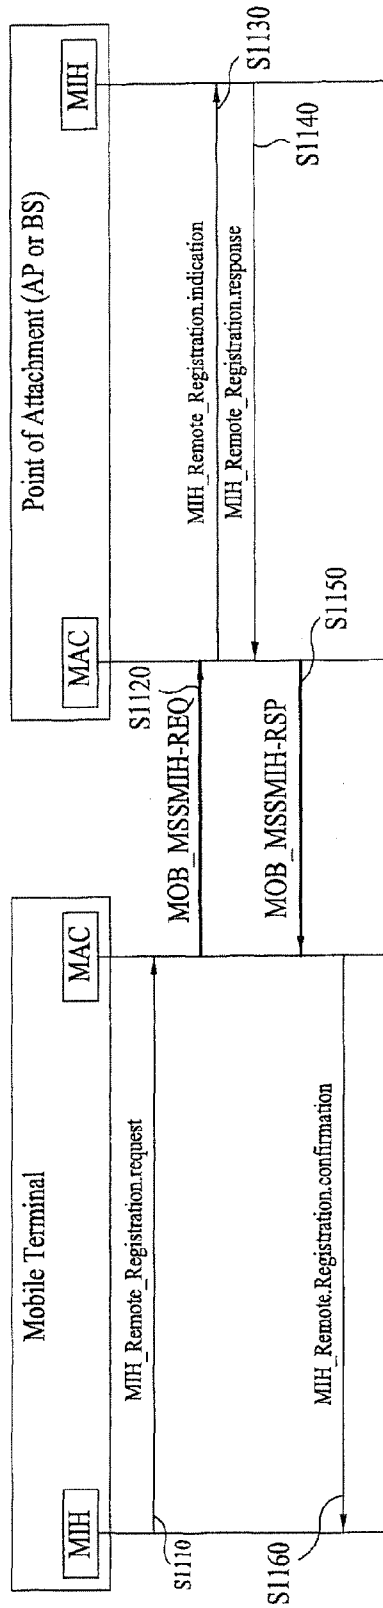 Mobile Terminal
Point of Attachment (AP or BS)
MIH
MAC
MAC
MIH
MIH_Remote_Registration.request
S1110
MOB_MSSMIH-REQ
S1120
MIH_Remote_Registration.indication
S1130
MIH_Remote_Registration.response
S1140
MOB_MSSMIH-RSP
S1150
MIH_Remote.Registration.confirmation
S1160